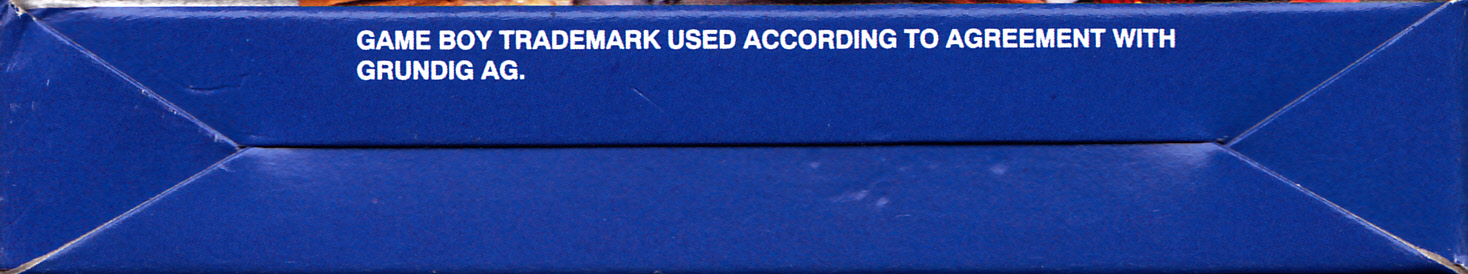 GAME BOY TRADEMARK USED ACCORDING TO AGREEMENT WITH
GRUNDIG AG.